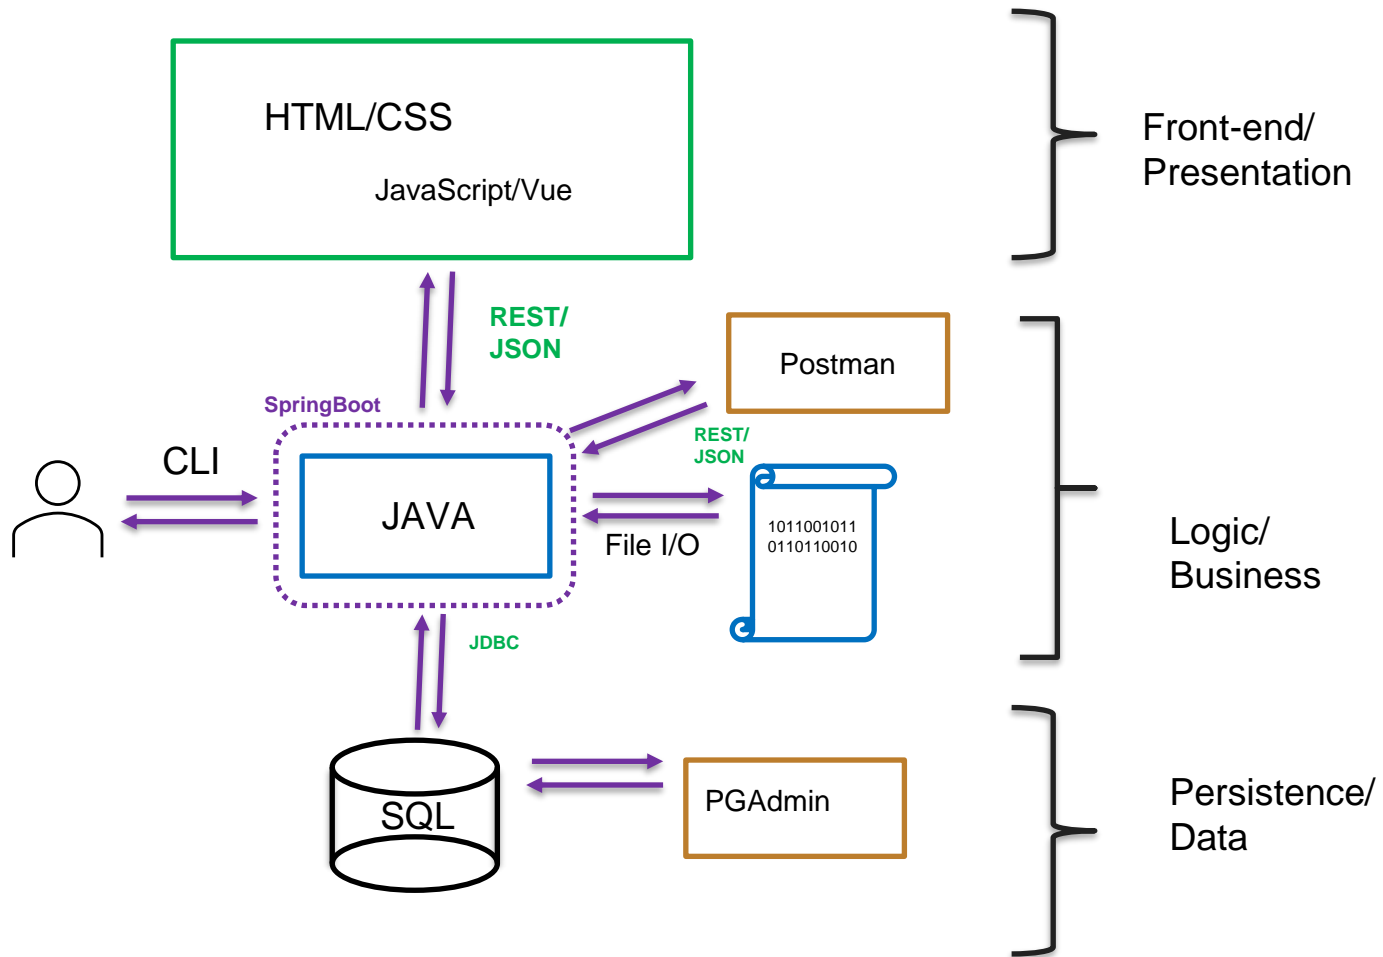 HTML/CSS
JavaScript/Vue
Front-end/
Presentation
REST/
JSON
Postman
SpringBoot
REST/
JSON
CLI
JAVA
File I/O
1011001011
0110110010
Logic/
Business
JDBC
SQL
PGAdmin
Persistence/
Data